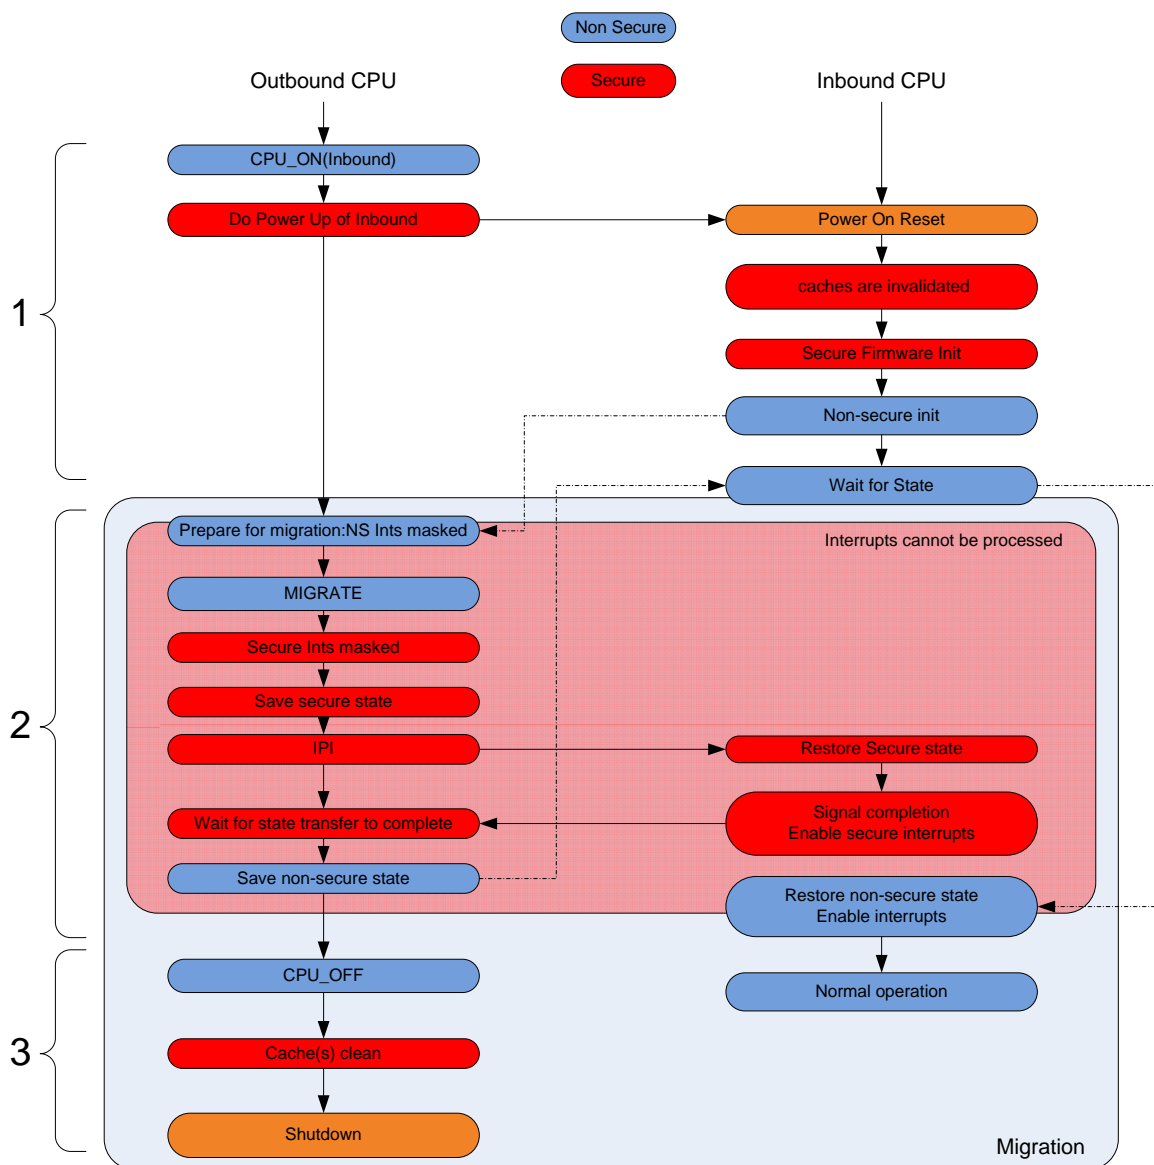 Non Secure
Secure
Outbound CPU
Inbound CPU
CPU_ON(Inbound)
Do Power Up of Inbound
Power On Reset
caches are invalidated
1
Secure Firmware Init
Non-secure init
Wait for State
Prepare for migration:NS Ints masked
Interrupts cannot be processed
MIGRATE
Secure Ints masked
Save secure state
2
IPI
Restore Secure state
Wait for state transfer to complete
Signal completion
Enable secure interrupts
Save non-secure state
Restore non-secure state
Enable interrupts
CPU_OFF
Normal operation
3
Cache(s) clean
Shutdown
Migration